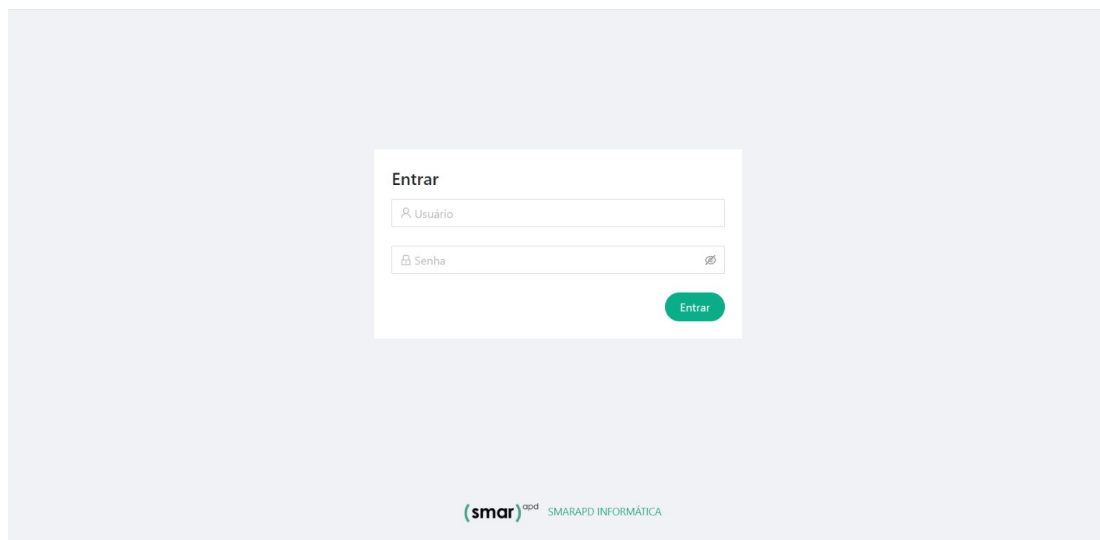 Entrar
Usuário
Senha
Entrar
(smar)apd SMARAPD INFORMÁTICA